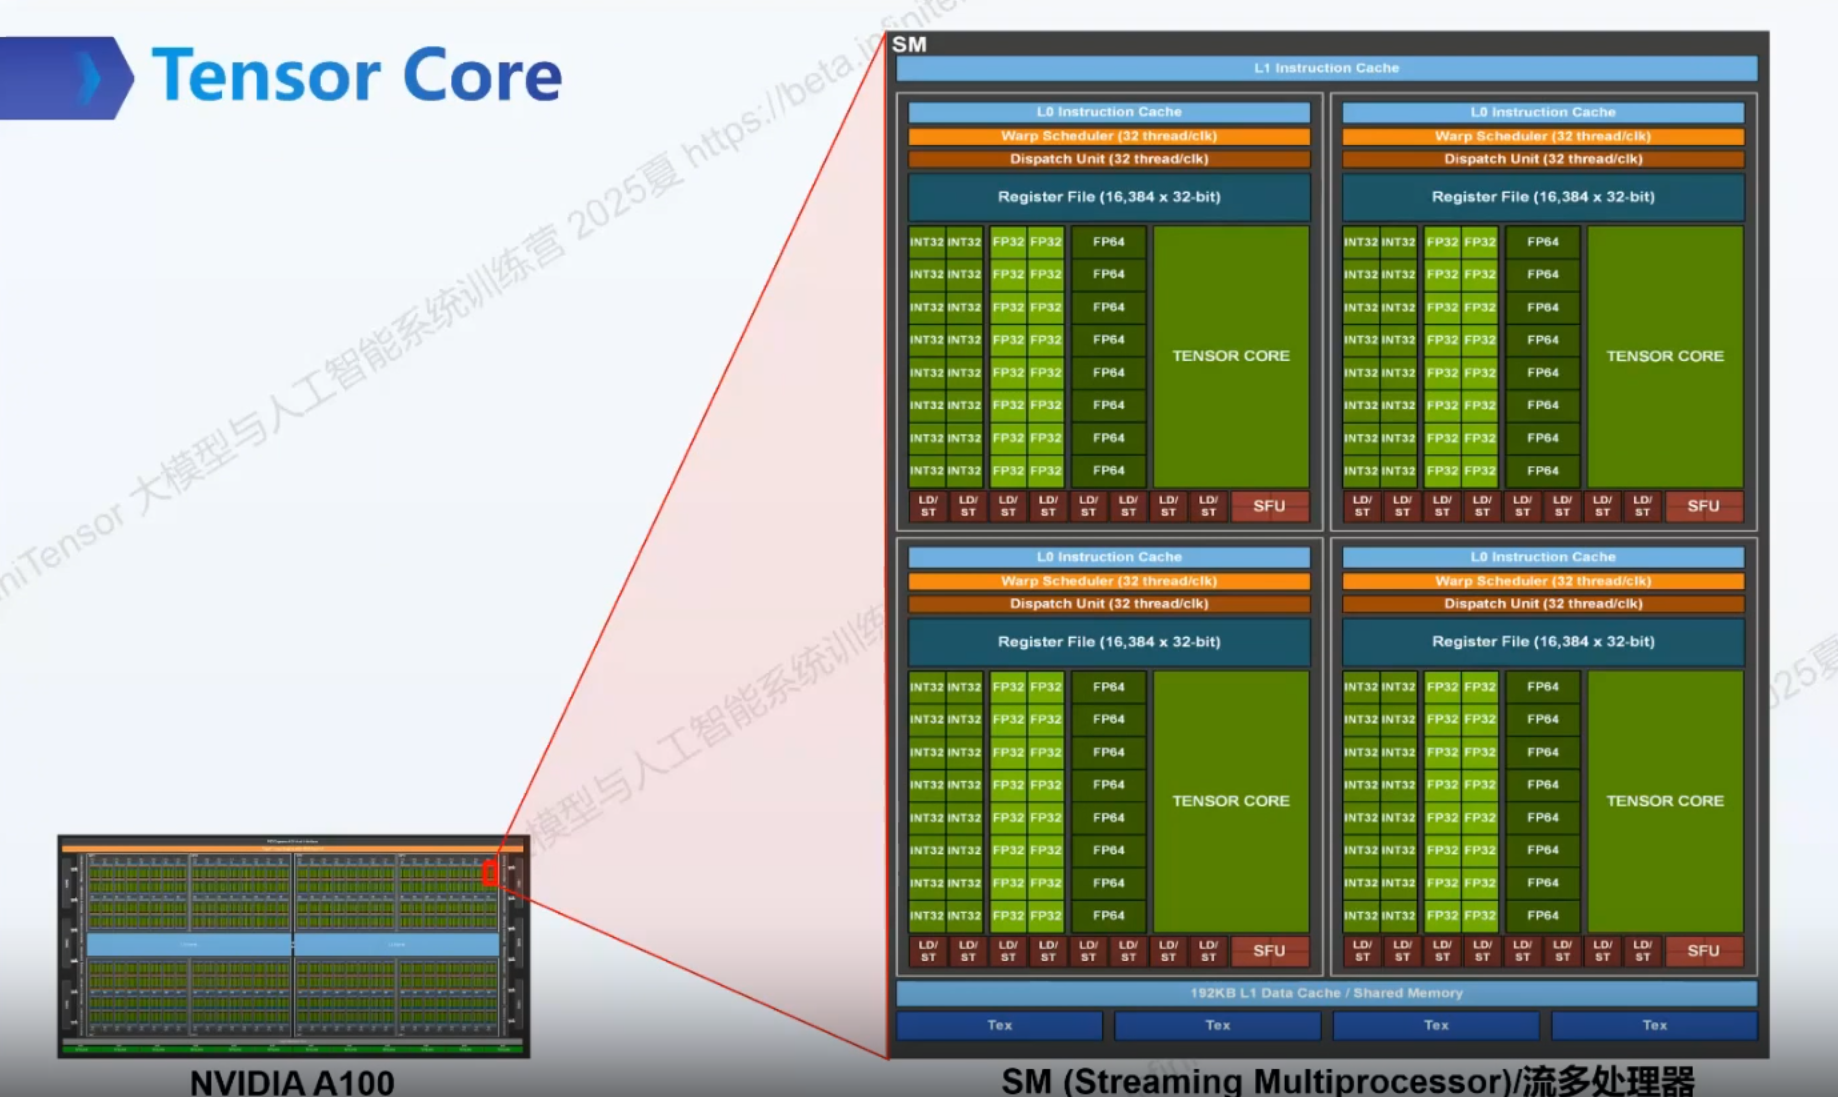 Tensor Core
InfiniTensor 大模型与人工智能系统训练营 2025夏 https://beta.infinite
SM
L1 Instruction Cache
L0 Instruction Cache
Warp Scheduler (32 thread/clk)
Dispatch Unit (32 thread/clk)
Register File (16,384 x 32-bit)
INT32 INT32 FP32 FP32 FP64
INT32 INT32 FP32 FP32 FP64
INT32 INT32 FP32 FP32 FP64
INT32 INT32 FP32 FP32 FP64
INT32 INT32 FP32 FP32 FP64
INT32 INT32 FP32 FP32 FP64
INT32 INT32 FP32 FP32 FP64
INT32 INT32 FP32 FP32 FP64
TENSOR CORE
LD/ LD/ LD/ LD/ LD/ LD/ LD/ LD/
ST ST ST ST ST ST ST ST
SFU
L0 Instruction Cache
Warp Scheduler (32 thread/clk)
Dispatch Unit (32 thread/clk)
Register File (16,384 x 32-bit)
INT32 INT32 FP32 FP32 FP64
INT32 INT32 FP32 FP32 FP64
INT32 INT32 FP32 FP32 FP64
INT32 INT32 FP32 FP32 FP64
INT32 INT32 FP32 FP32 FP64
INT32 INT32 FP32 FP32 FP64
INT32 INT32 FP32 FP32 FP64
INT32 INT32 FP32 FP32 FP64
TENSOR CORE
LD/ LD/ LD/ LD/ LD/ LD/ LD/ LD/
ST ST ST ST ST ST ST ST
SFU
L0 Instruction Cache
Warp Scheduler (32 thread/clk)
Dispatch Unit (32 thread/clk)
Register File (16,384 x 32-bit)
INT32 INT32 FP32 FP32 FP64
INT32 INT32 FP32 FP32 FP64
INT32 INT32 FP32 FP32 FP64
INT32 INT32 FP32 FP32 FP64
INT32 INT32 FP32 FP32 FP64
INT32 INT32 FP32 FP32 FP64
INT32 INT32 FP32 FP32 FP64
INT32 INT32 FP32 FP32 FP64
TENSOR CORE
LD/ LD/ LD/ LD/ LD/ LD/ LD/ LD/
ST ST ST ST ST ST ST ST
SFU
L0 Instruction Cache
Warp Scheduler (32 thread/clk)
Dispatch Unit (32 thread/clk)
Register File (16,384 x 32-bit)
INT32 INT32 FP32 FP32 FP64
INT32 INT32 FP32 FP32 FP64
INT32 INT32 FP32 FP32 FP64
INT32 INT32 FP32 FP32 FP64
INT32 INT32 FP32 FP32 FP64
INT32 INT32 FP32 FP32 FP64
INT32 INT32 FP32 FP32 FP64
INT32 INT32 FP32 FP32 FP64
TENSOR CORE
LD/ LD/ LD/ LD/ LD/ LD/ LD/ LD/
ST ST ST ST ST ST ST ST
SFU
192KB L1 Data Cache / Shared Memory
Tex Tex Tex Tex
大模型与人工智能系统训练
025夏
NVIDIA A100
SM (Streaming Multiprocessor)/流多处理器